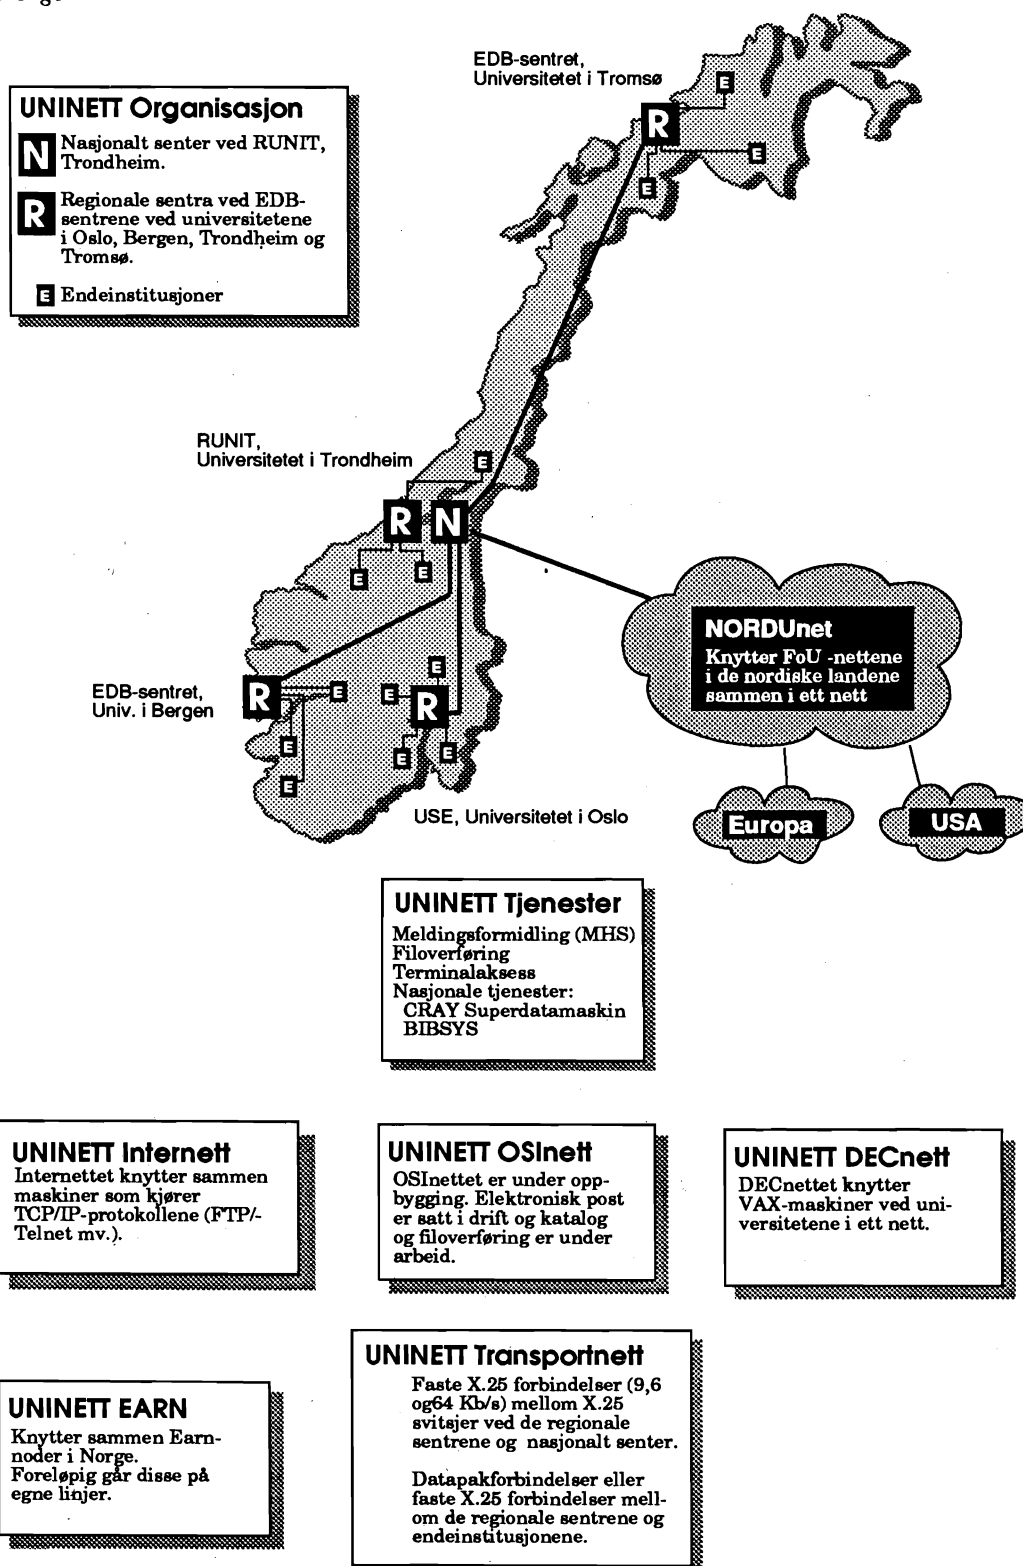 EDB-sentret,
Universitetet i Tromsø
UNINETT Organisasjon
N Nasjonalt senter ved RUNIT,
Trondheim.
R Regionale sentra ved EDB-
sentrene ved universitetene
i Oslo, Bergen, Trondheim og
Tromsø.
E Endeinstitusjoner
R
E
E
E
RUNIT,
Universitetet i Trondheim
E
R
N
E
E
NORDUnet
Knytter FoU -nettene
i de nordiske landene
sammen i ett nett
EDB-sentret,
Univ. i Bergen
R
E
E
E
E
E
R
E
E
USE, Universitetet i Oslo
Europa
USA
UNINETT Tjenester
Meldingsformidling (MHS)
Filoverføring
Terminalaksess
Nasjonale tjenester:
CRAY Superdatamaskin
BIBSYS
UNINETT Internett
Internettet knytter sammen
maskiner som kjører
TCP/IP-protokollene (FTP/-
Telnet mv.).
UNINETT OSInett
OSInettet er under opp-
bygging. Elektronisk post
er satt i drift og katalog
og filoverføring er under
arbeid.
UNINETT DECnett
DECnettet knytter
VAX-maskiner ved uni-
versitetene i ett nett.
UNINETT EARN
Knytter sammen Earn-
noder i Norge.
Foreløpig går disse på
egne linjer.
UNINETT Transportnett
Faste X.25 forbindelser (9,6
og64 Kb/s) mellom X.25
svitsjer ved de regionale
sentrene og nasjonalt senter.
Datapakforbindelser eller
faste X.25 forbindelser mell-
om de regionale sentrene og
endeinstitusjonene.